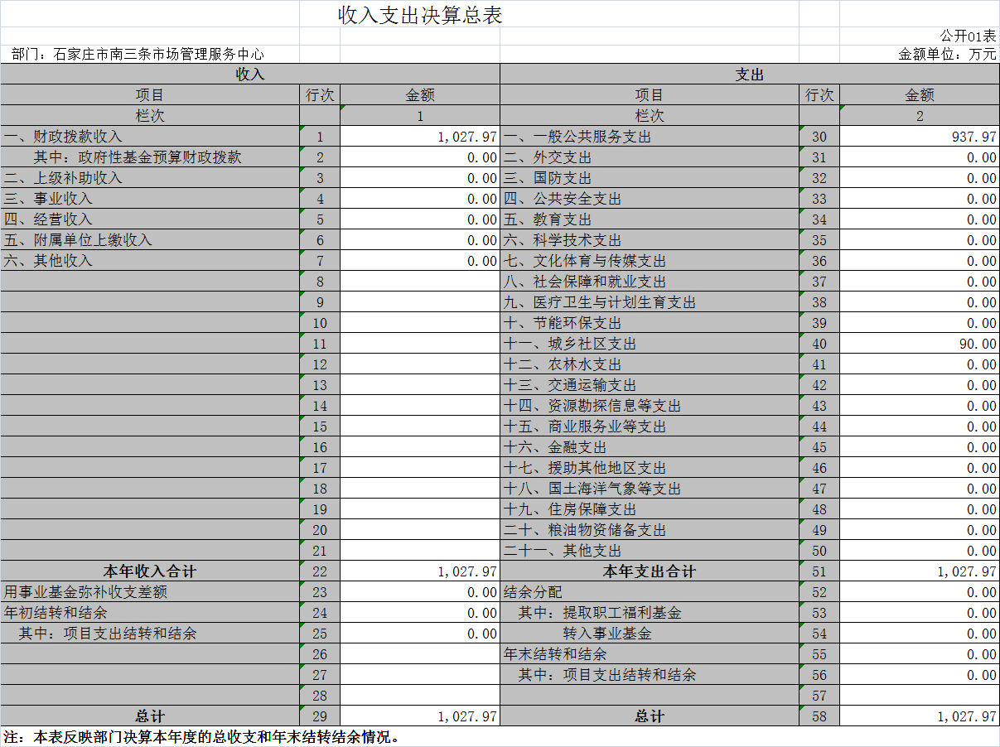 收入支出决算总表
公开01表
部门：石家庄市南三条市场管理服务中心 金额单位：万元
收入 支出
项目 行次 金额 项目 行次 金额
栏次 1 栏次 2
一、财政拨款收入 1 1,027.97 一、一般公共服务支出 30 937.97
其中：政府性基金预算财政拨款 2 0.00 二、外交支出 31 0.00
二、上级补助收入 3 0.00 三、国防支出 32 0.00
三、事业收入 4 0.00 四、公共安全支出 33 0.00
四、经营收入 5 0.00 五、教育支出 34 0.00
五、附属单位上缴收入 6 0.00 六、科学技术支出 35 0.00
六、其他收入 7 0.00 七、文化体育与传媒支出 36 0.00
8 八、社会保障和就业支出 37 0.00
9 九、医疗卫生与计划生育支出 38 0.00
10 十、节能环保支出 39 0.00
11 十一、城乡社区支出 40 90.00
12 十二、农林水支出 41 0.00
13 十三、交通运输支出 42 0.00
14 十四、资源勘探信息等支出 43 0.00
15 十五、商业服务业等支出 44 0.00
16 十六、金融支出 45 0.00
17 十七、援助其他地区支出 46 0.00
18 十八、国土海洋气象等支出 47 0.00
19 十九、住房保障支出 48 0.00
20 二十、粮油物资储备支出 49 0.00
21 二十一、其他支出 50 0.00
本年收入合计 22 1,027.97 本年支出合计 51 1,027.97
用事业基金弥补收支差额 23 0.00 结余分配 52 0.00
年初结转和结余 24 0.00 其中：提取职工福利基金 53 0.00
其中：项目支出结转和结余 25 0.00 转入事业基金 54 0.00
26 年末结转和结余 55 0.00
27 其中：项目支出结转和结余 56 0.00
28 57
总计 29 1,027.97 总计 58 1,027.97
注：本表反映部门决算本年度的总收支和年末结转结余情况。